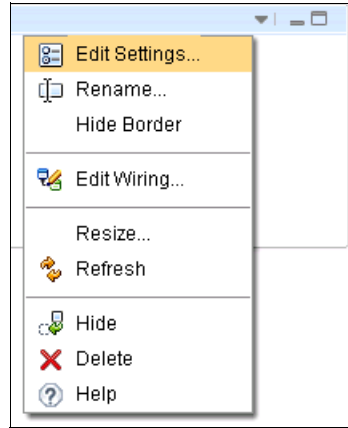 Edit Settings...
Rename...
Hide Border
Edit Wiring...
Resize...
Refresh
Hide
Delete
Help